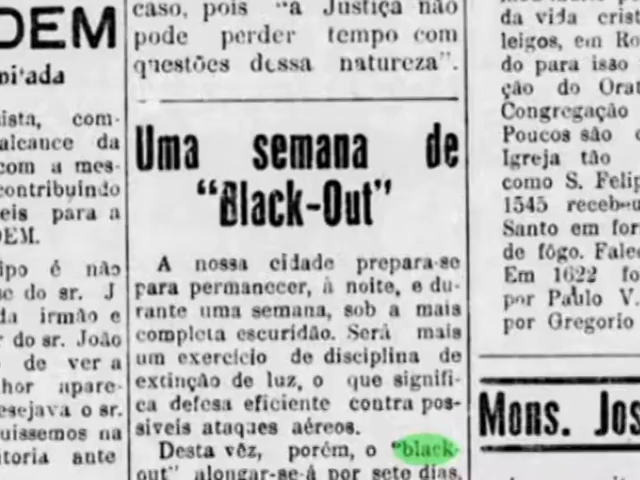 DEM
ista, com-
alcance da
com a mes-
contribuindo
eis para a
DEM.
ipo é não
do sr. J
da irmão e
r do sr. João
de ver a
hor apare-
esejava o sr.
uissemos na
toria ante
caso, pois "a Justiça não
pode perder tempo com
questões dessa natureza".
Uma semana de
"Black-Out"
A nossa cidade prepara-se
para permanecer, à noite, e du-
rante uma semana, sob a mais
completa escuridão. Será mais
um exercício de disciplina de
extinção de luz, o que signifi-
ca defesa eficiente contra pos-
siveis ataques aéreos.
Desta vêz, porém, o "black-
out" alongar-se-á por sete dias,
da vida crist
leigos, em Ro
do para isso
ção do Orat
Congregação
Poucos são
Igreja tão
como S. Felip
1545 recebeu
Santo em for
de fôgo. Falec
Em 1622 fo
por Paulo V
por Gregorio
Mons. Jos